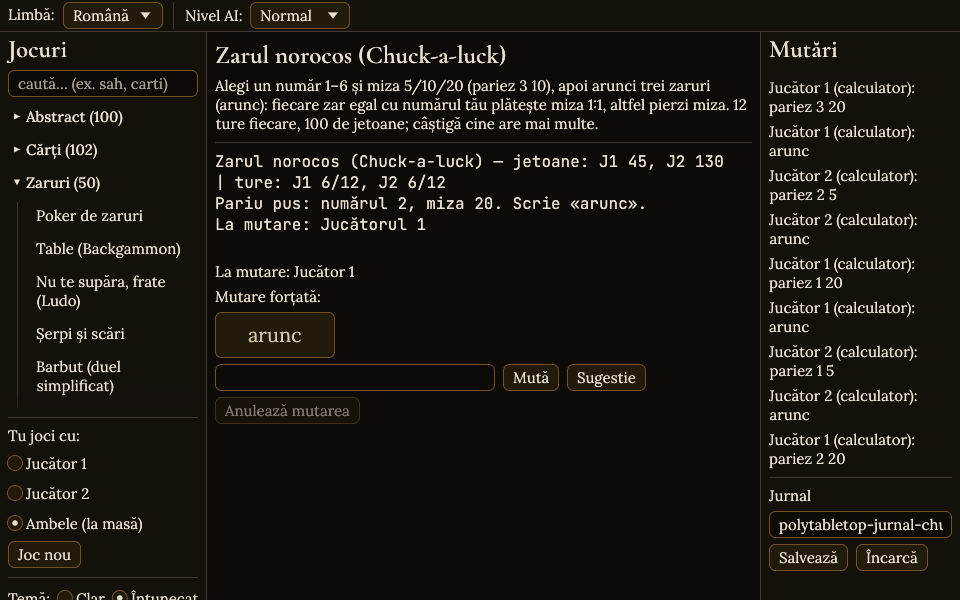 Limbă: Română Nivel AI: Normal
Jocuri
caută... (ex. sah, carti)
Abstract (100)
Cărți (102)
Zaruri (50)
Poker de zaruri
Table (Backgammon)
Nu te supăra, frate
(Ludo)
Șerpi și scări
Barbut (duel
simplificat)
Tu joci cu:
Jucător 1
Jucător 2
Ambele (la masă)
Joc nou
Temă: Clar Întunecat
Zarul norocos (Chuck-a-luck)
Alegi un număr 1–6 și miza 5/10/20 (pariez 3 10), apoi arunci trei zaruri
(arunc): fiecare zar egal cu numărul tău plătește miza 1:1, altfel pierzi miza. 12
ture fiecare, 100 de jetoane; câștigă cine are mai multe.
Zarul norocos (Chuck-a-luck) — jetoane: J1 45, J2 130
| ture: J1 6/12, J2 6/12
Pariu pus: numărul 2, miza 20. Scrie «arunc».
La mutare: Jucătorul 1
La mutare: Jucător 1
Mutare forțată:
arunc
Mută Sugestie
Anulează mutarea
Mutări
Jucător 1 (calculator):
pariez 3 20
Jucător 1 (calculator):
arunc
Jucător 2 (calculator):
pariez 2 5
Jucător 2 (calculator):
arunc
Jucător 1 (calculator):
pariez 1 20
Jucător 1 (calculator):
arunc
Jucător 2 (calculator):
pariez 1 5
Jucător 2 (calculator):
arunc
Jucător 1 (calculator):
pariez 2 20
Jurnal
polytabletop-jurnal-chu
Salvează Încarcă